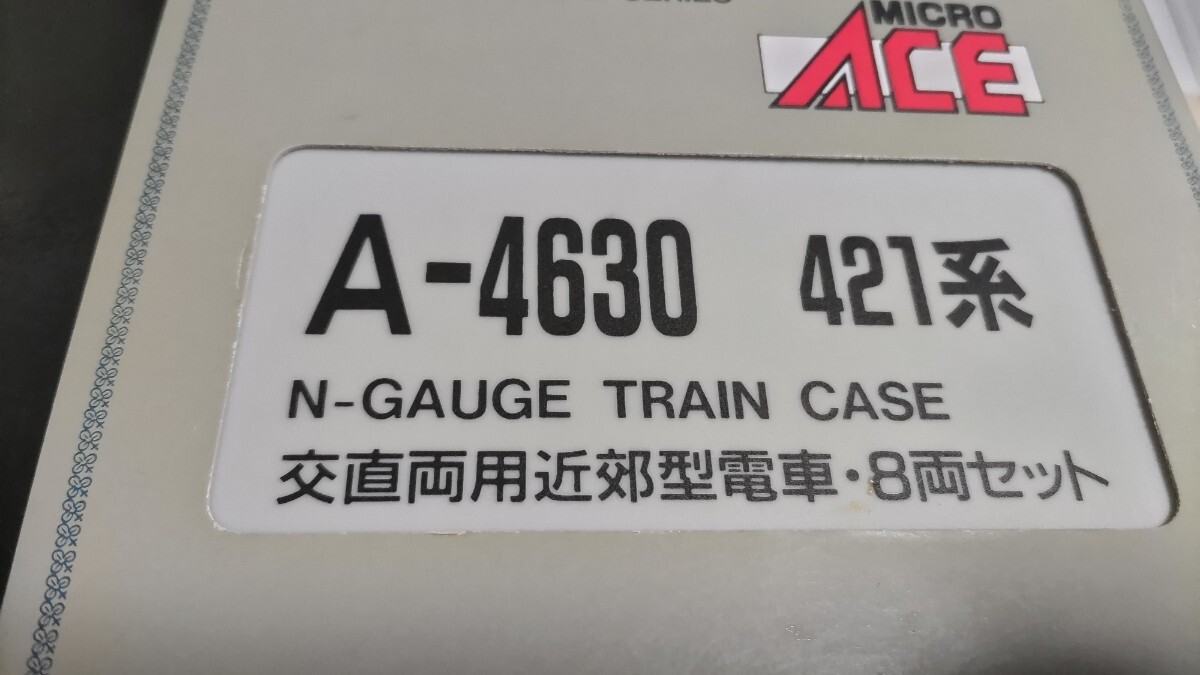 SERIES
MICRO
ACE
A-4630 421系
N-GAUGE TRAIN CASE
交直両用近郊型電車・8両セット